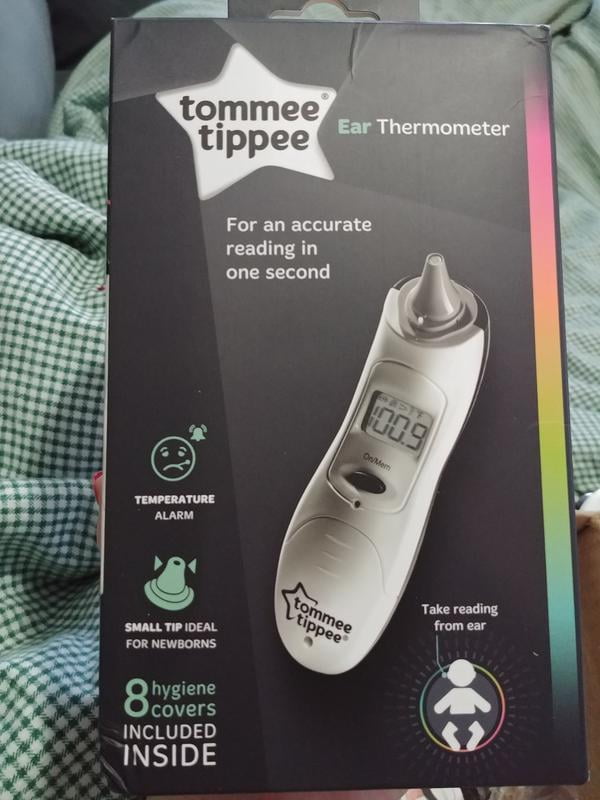 tommee
tippee®
Ear Thermometer
For an accurate
reading in
one second
100.9
On/Mem
TEMPERATURE
ALARM
SMALL TIP IDEAL
FOR NEWBORNS
8 hygiene
covers
INCLUDED
INSIDE
tommee
tippee®
Take reading
from ear